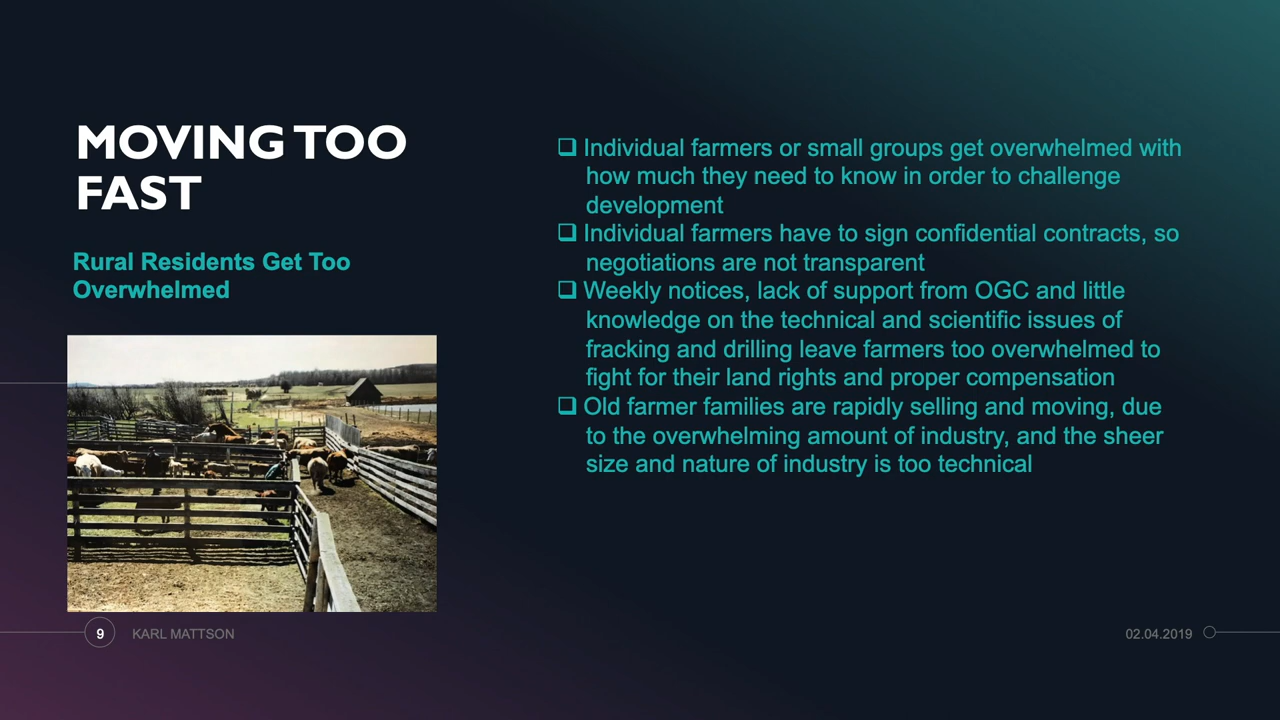 MOVING TOO
FAST
Rural Residents Get Too
Overwhelmed
❑ Individual farmers or small groups get overwhelmed with
how much they need to know in order to challenge
development
❑ Individual farmers have to sign confidential contracts, so
negotiations are not transparent
❑ Weekly notices, lack of support from OGC and little
knowledge on the technical and scientific issues of
fracking and drilling leave farmers too overwhelmed to
fight for their land rights and proper compensation
❑ Old farmer families are rapidly selling and moving, due
to the overwhelming amount of industry, and the sheer
size and nature of industry is too technical
9
KARL MATTSON
02.04.2019